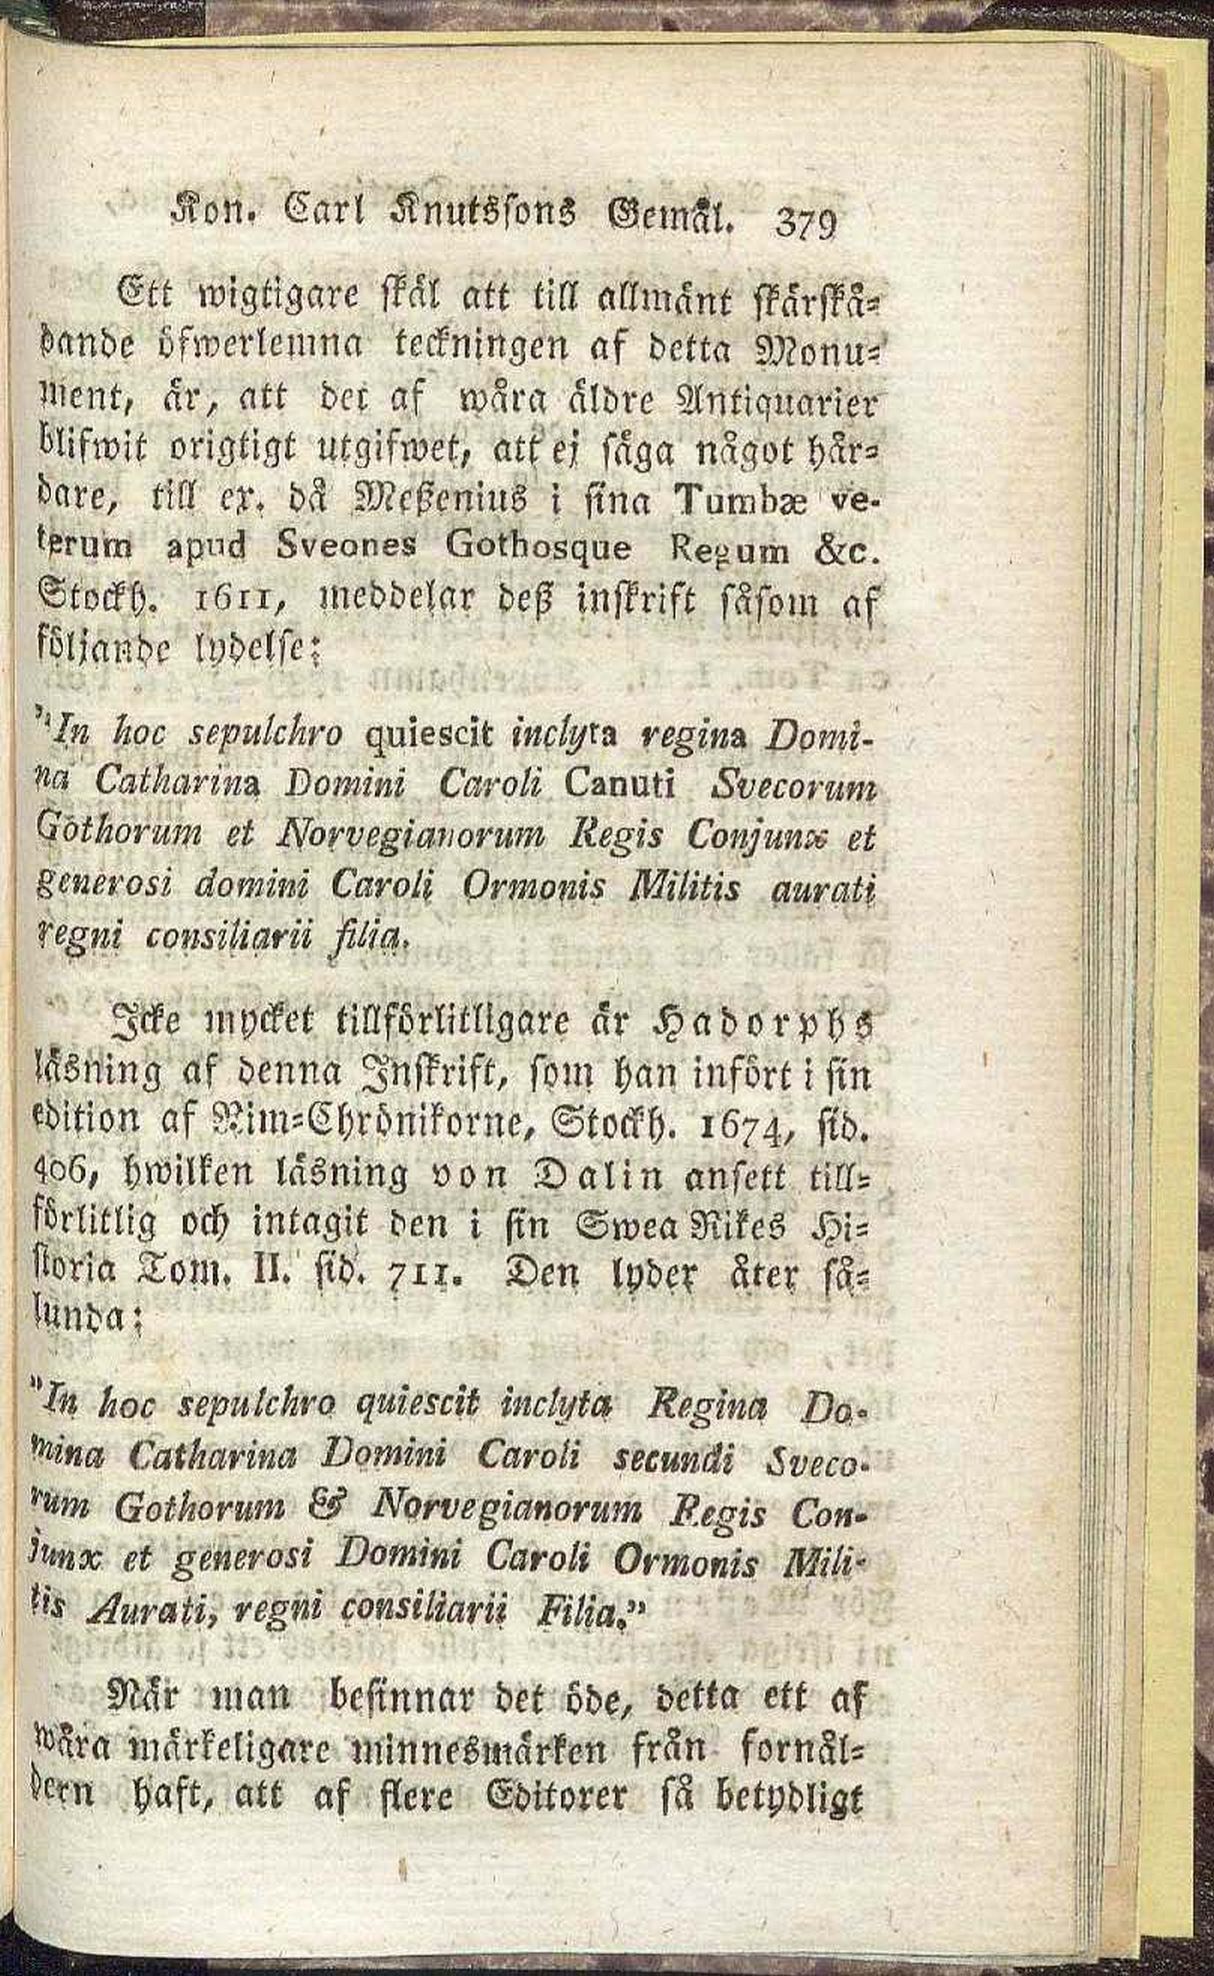 Kon. Carl Knutssons Gemål. 379
Ett wigtigare skäl att till allmänt skärskå-
dande öfwerlemna teckningen af detta Monu-
ment, är, att det af wåra äldre Antiquarier
blifwit origtigt utgifwet, att ej säga något hår-
dare, till ex. då Meßenius i sina Tumbæ ve-
terum apud Sveones Gothosque Regum &c.
Stockh. 1611, meddelar deß inskrift såsom af
följande lydelse:
"In hoc sepulchro quiescit inclyta regina Domi-
na Catharina Domini Caroli Canuti Svecorum
Gothorum et Norvegianorum Regis Conjunx et
generosi domini Caroli Ormonis Militis aurati
regni consiliarii filia.
Icke mycket tillförlitligare är Hadorphs
läsning af denna Inskrift, som han infört i sin
edition af Rim-Chrönikorne, Stockh. 1674, sid.
406, hwilken läsning von Dalin ansett till-
förlitlig och intagit den i sin Swea Rikes Hi-
storia Tom. II. sid. 711. Den lyder åter så-
lunda:
"In hoc sepulchro quiescit inclyta Regina Do-
mina Catharina Domini Caroli secundi Sveco-
rum Gothorum & Norvegianorum Regis Con-
junx et generosi Domini Caroli Ormonis Mili-
tis Aurati, regni consiliarii Filia."
När man besinnar det öde, detta ett af
wåra märkeligare minnesmärken från fornål-
dern haft, att af flere Editorer så betydligt